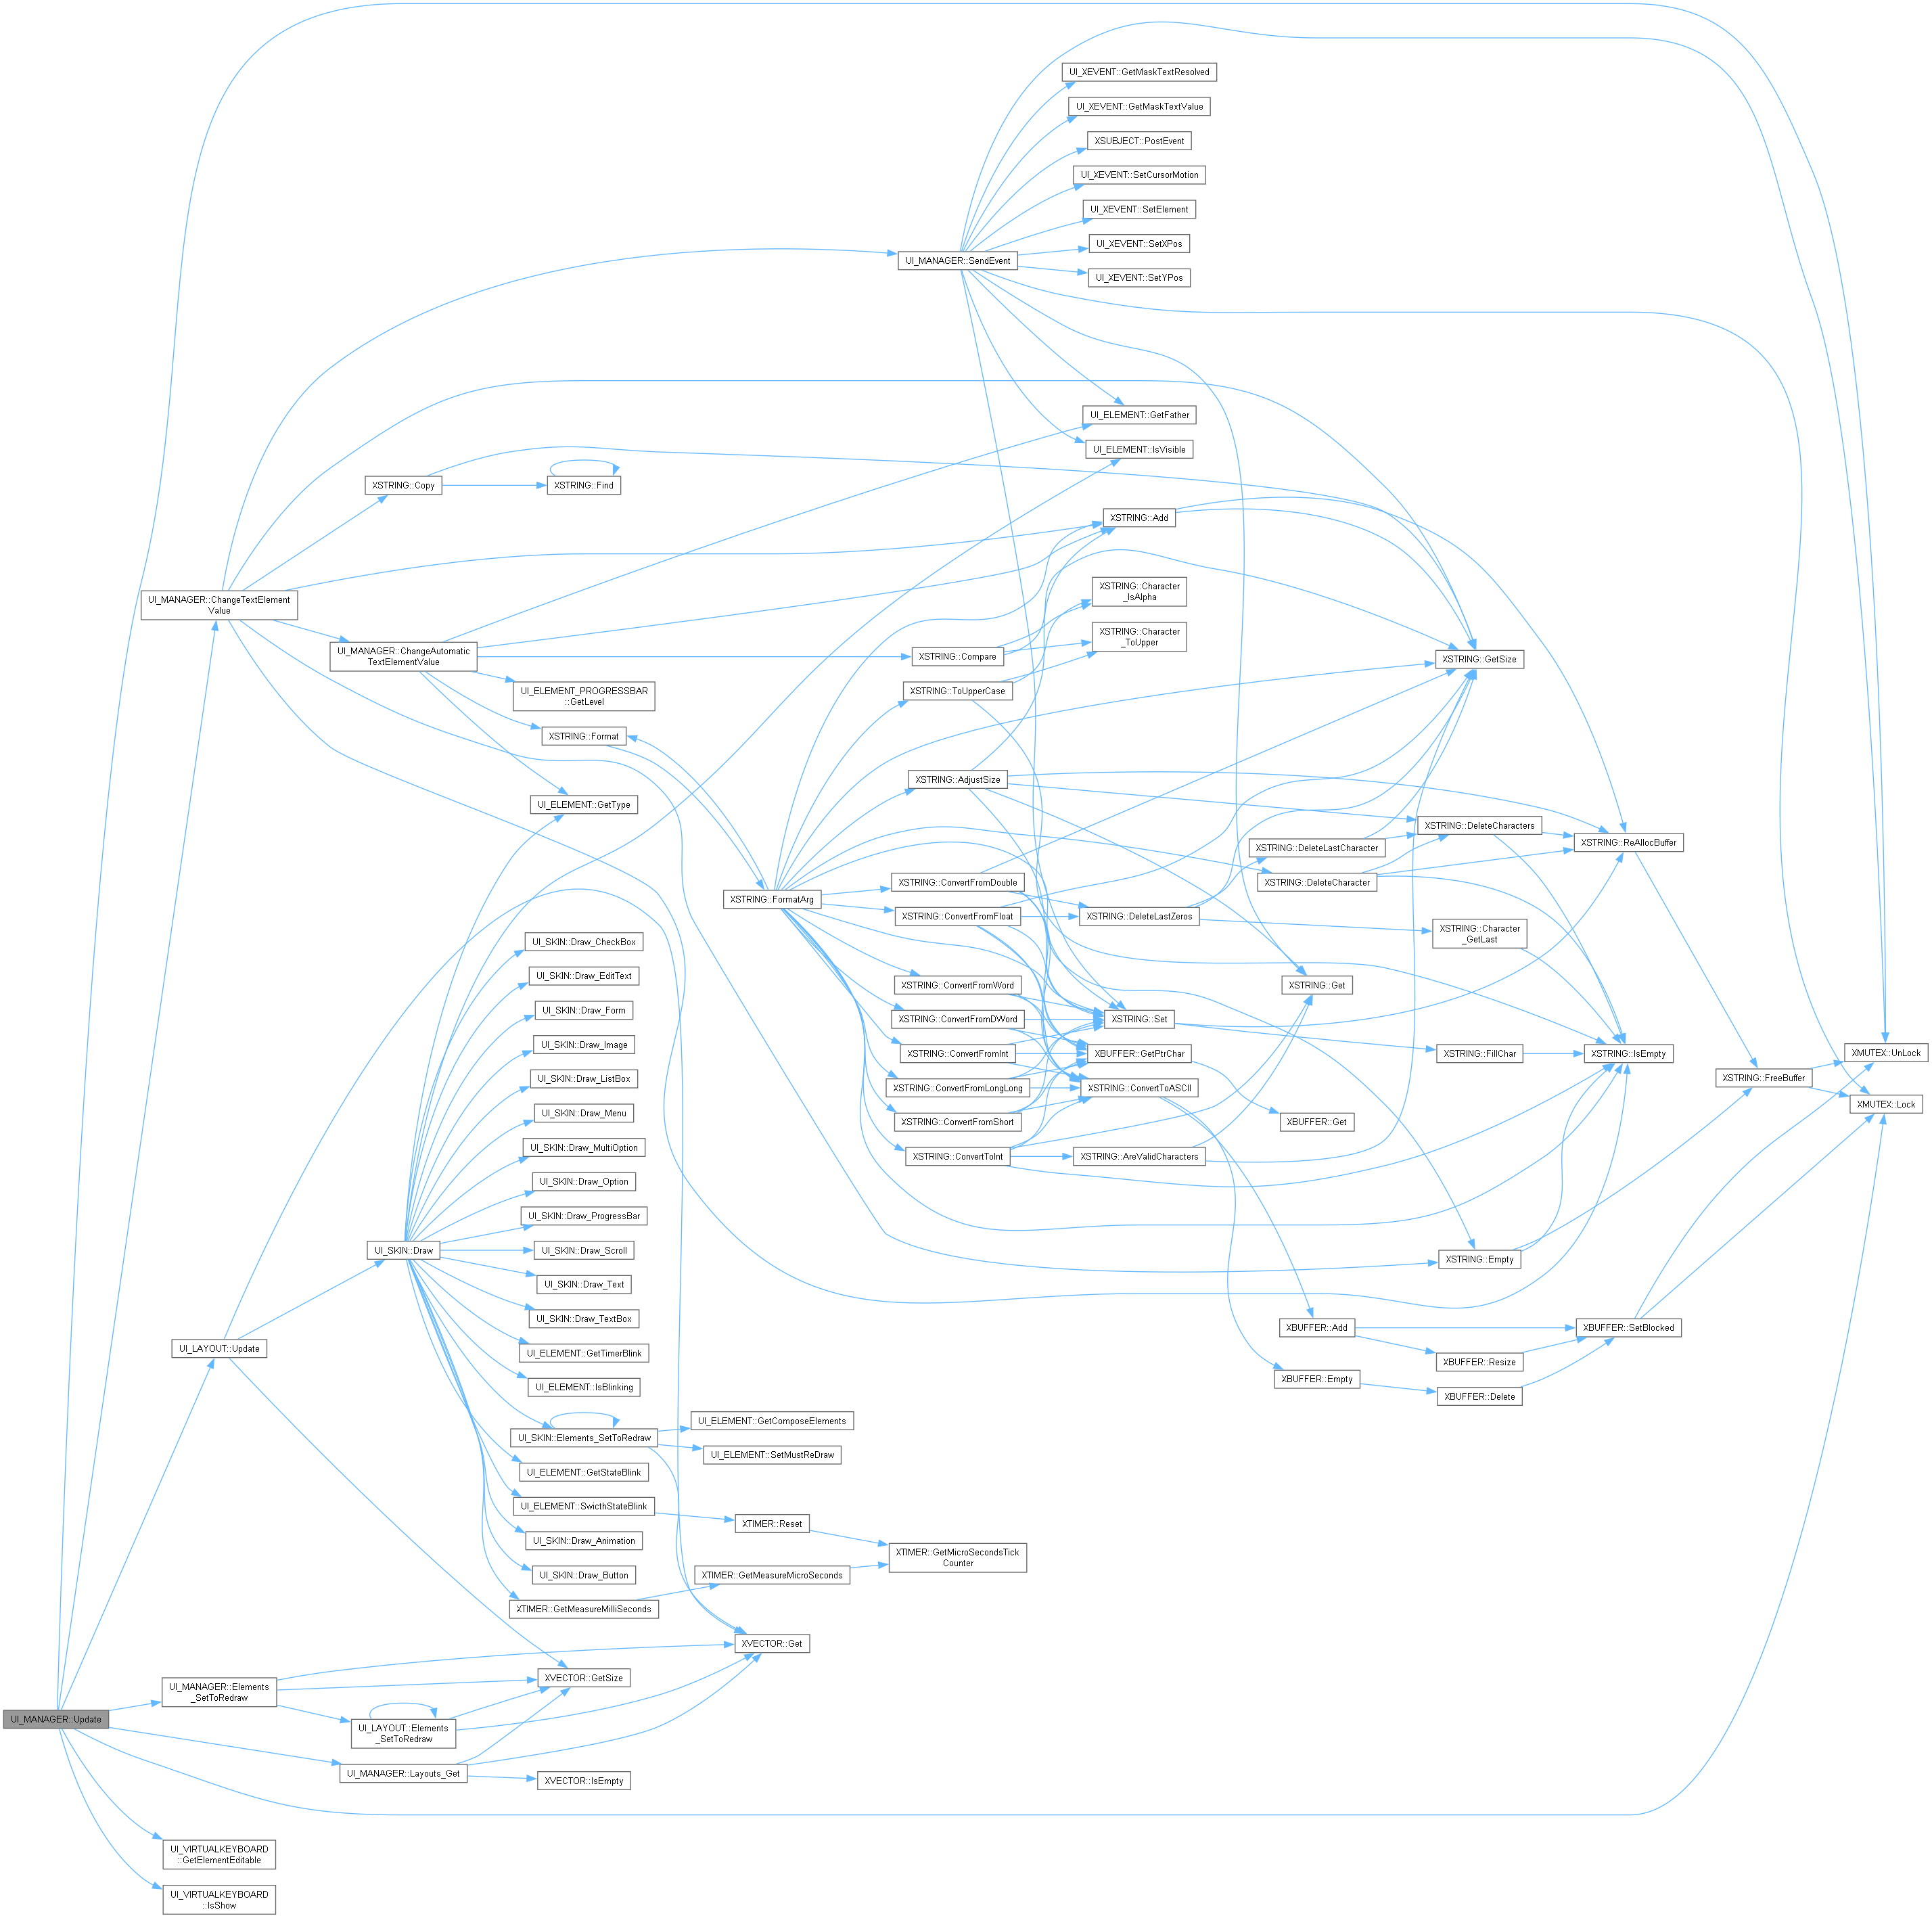 UI_XEVENT::GetMaskTextResolved
UI_XEVENT::GetMaskTextValue
XSUBJECT::PostEvent
UI_XEVENT::SetCursorMotion
UI_XEVENT::SetElement
UI_XEVENT::SetXPos
UI_MANAGER::SendEvent
UI_XEVENT::SetYPos
UI_ELEMENT::GetFather
UI_ELEMENT::IsVisible
XSTRING::Copy
XSTRING::Find
XSTRING::Add
UI_MANAGER::ChangeTextElement
Value
XSTRING::Character
_IsAlpha
XSTRING::Character
_ToUpper
UI_MANAGER::ChangeAutomatic
TextElementValue
XSTRING::Compare
XSTRING::GetSize
UI_ELEMENT_PROGRESSBAR
::GetLevel
XSTRING::ToUpperCase
XSTRING::Format
XSTRING::AdjustSize
UI_ELEMENT::GetType
XSTRING::DeleteCharacters
XSTRING::ReAllocBuffer
XSTRING::DeleteLastCharacter
XSTRING::ConvertFromDouble
XSTRING::DeleteCharacter
XSTRING::FormatArg
XSTRING::ConvertFromFloat
XSTRING::DeleteLastZeros
XSTRING::Character
_GetLast
UI_SKIN::Draw_CheckBox
UI_SKIN::Draw_EditText
XSTRING::ConvertFromWord
XSTRING::Get
UI_SKIN::Draw_Form
XSTRING::ConvertFromDWord
XSTRING::Set
UI_SKIN::Draw_Image
XSTRING::ConvertFromInt
XBUFFER::GetPtrChar
XSTRING::FillChar
XSTRING::IsEmpty
XMUTEX::UnLock
UI_SKIN::Draw_ListBox
XSTRING::ConvertFromLongLong
XSTRING::ConvertToASCII
XSTRING::FreeBuffer
XMUTEX::Lock
UI_SKIN::Draw_Menu
XSTRING::ConvertFromShort
XBUFFER::Get
UI_SKIN::Draw_MultiOption
XSTRING::ConvertToInt
XSTRING::AreValidCharacters
UI_SKIN::Draw_Option
UI_SKIN::Draw_ProgressBar
UI_SKIN::Draw
UI_SKIN::Draw_Scroll
XSTRING::Empty
UI_SKIN::Draw_Text
UI_SKIN::Draw_TextBox
XBUFFER::Add
XBUFFER::SetBlocked
UI_LAYOUT::Update
UI_ELEMENT::GetTimerBlink
XBUFFER::Resize
UI_ELEMENT::IsBlinking
XBUFFER::Empty
XBUFFER::Delete
UI_ELEMENT::GetComposeElements
UI_SKIN::Elements_SetToRedraw
UI_ELEMENT::SetMustReDraw
UI_ELEMENT::GetStateBlink
UI_ELEMENT::SwicthStateBlink
XTIMER::Reset
UI_SKIN::Draw_Animation
XTIMER::GetMicroSecondsTick
Counter
UI_SKIN::Draw_Button
XTIMER::GetMeasureMicroSeconds
XTIMER::GetMeasureMilliSeconds
XVECTOR::Get
XVECTOR::GetSize
UI_MANAGER::Elements
_SetToRedraw
UI_MANAGER::Update
UI_LAYOUT::Elements
_SetToRedraw
UI_MANAGER::Layouts_Get
XVECTOR::IsEmpty
UI_VIRTUALKEYBOARD
::GetElementEditable
UI_VIRTUALKEYBOARD
::IsShow